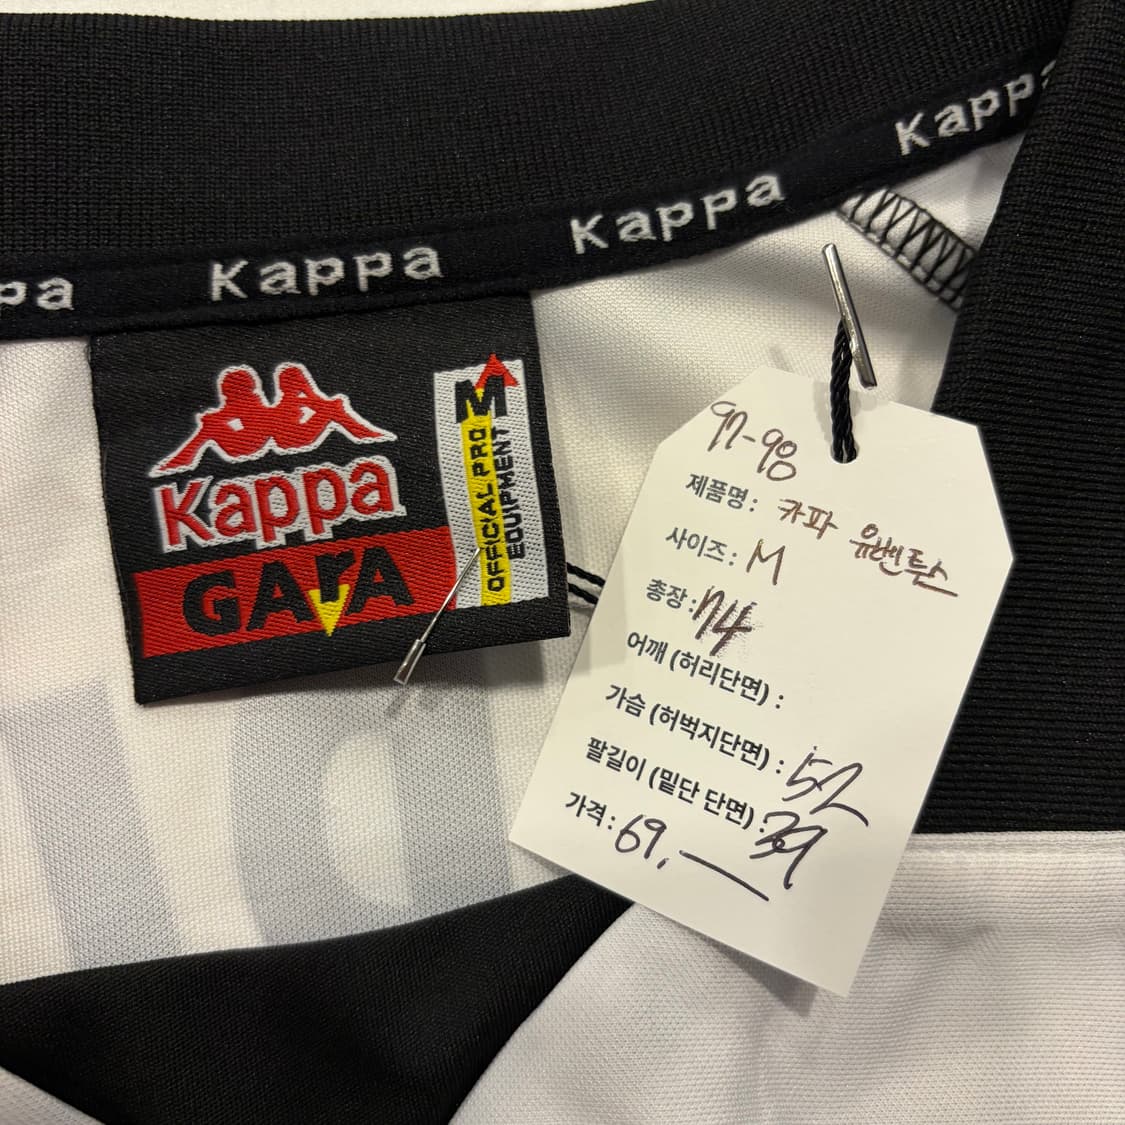 Kappa
Kappa
Kappa
Kappa
GARA
M
OFFICIAL PRO
EQUIPMENT
97-98
제품명: 카파 유벤투스
사이즈: M
총장: 74
어깨 (허리단면) :
가슴 (허벅지단면) : 52
팔길이 (밑단 단면) : 39
가격: 69,—